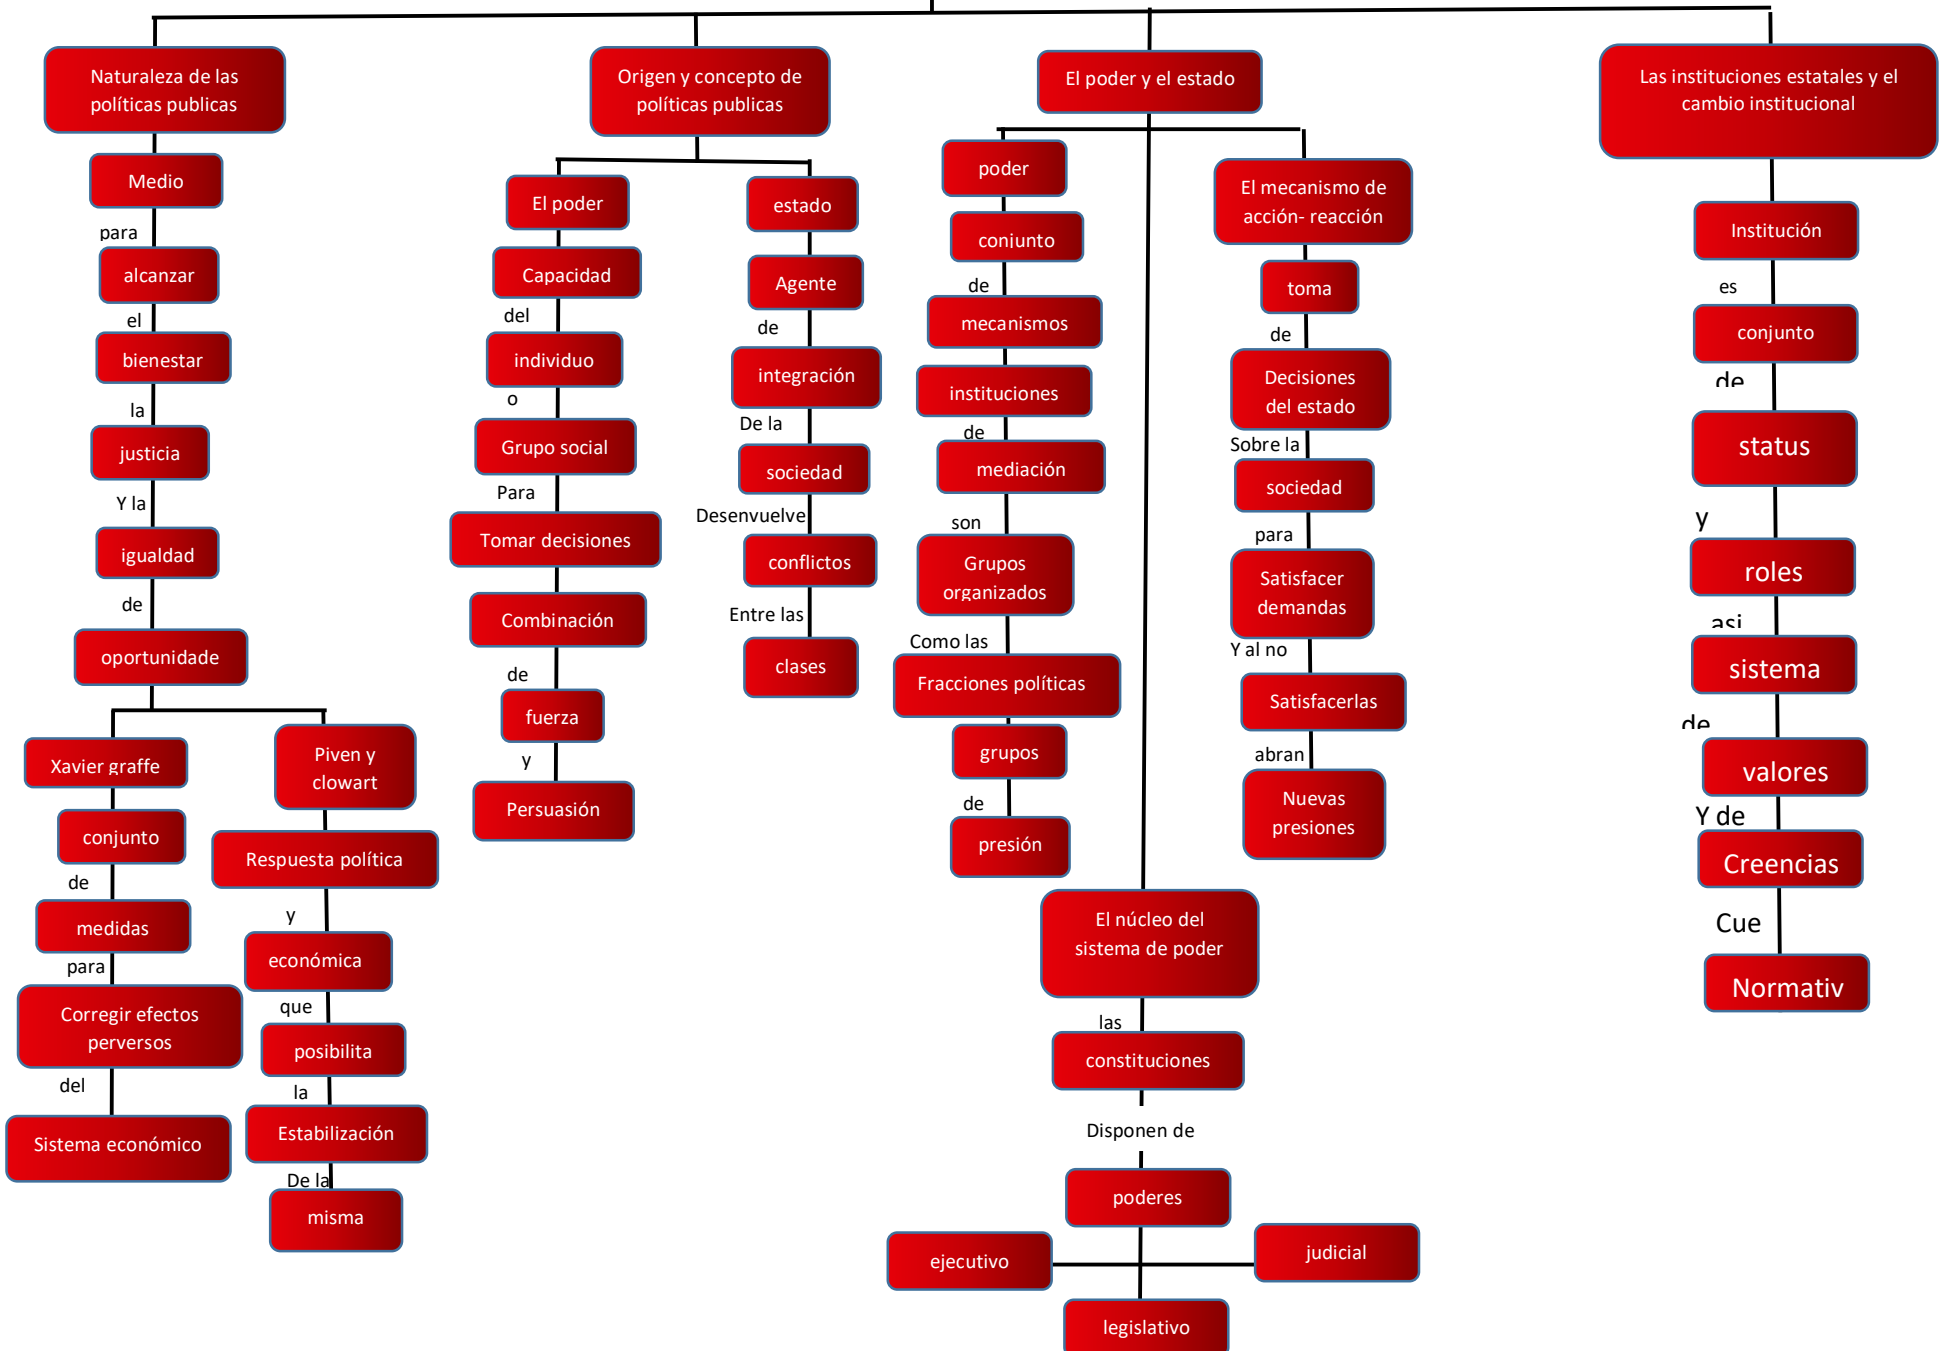 Naturaleza de las
políticas publicas
Medio
para
alcanzar
el
bienestar
la
justicia
Y la
igualdad
de
oportunidade
Xavier graffe
conjunto
de
medidas
para
Corregir efectos
perversos
del
Sistema económico
Piven y
clowart
Respuesta política
y
económica
que
posibilita
la
Estabilización
De la
misma
Origen y concepto de
políticas publicas
El poder
Capacidad
del
individuo
o
Grupo social
Para
Tomar decisiones
Combinación
de
fuerza
y
Persuasión
estado
Agente
de
integración
De la
sociedad
Desenvuelve
conflictos
Entre las
clases
El poder y el estado
poder
conjunto
de
mecanismos
instituciones
de
mediación
son
Grupos
organizados
Como las
Fracciones políticas
grupos
de
presión
El mecanismo de
acción- reacción
toma
de
Decisiones
del estado
Sobre la
sociedad
para
Satisfacer
demandas
Y al no
Satisfacerlas
abran
Nuevas
presiones
El núcleo del
sistema de poder
las
constituciones
Disponen de
poderes
ejecutivo
judicial
legislativo
Las instituciones estatales y el
cambio institucional
Institución
es
conjunto
de
status
y
roles
asi
sistema
de
valores
Y de
Creencias
Cue
Normativ